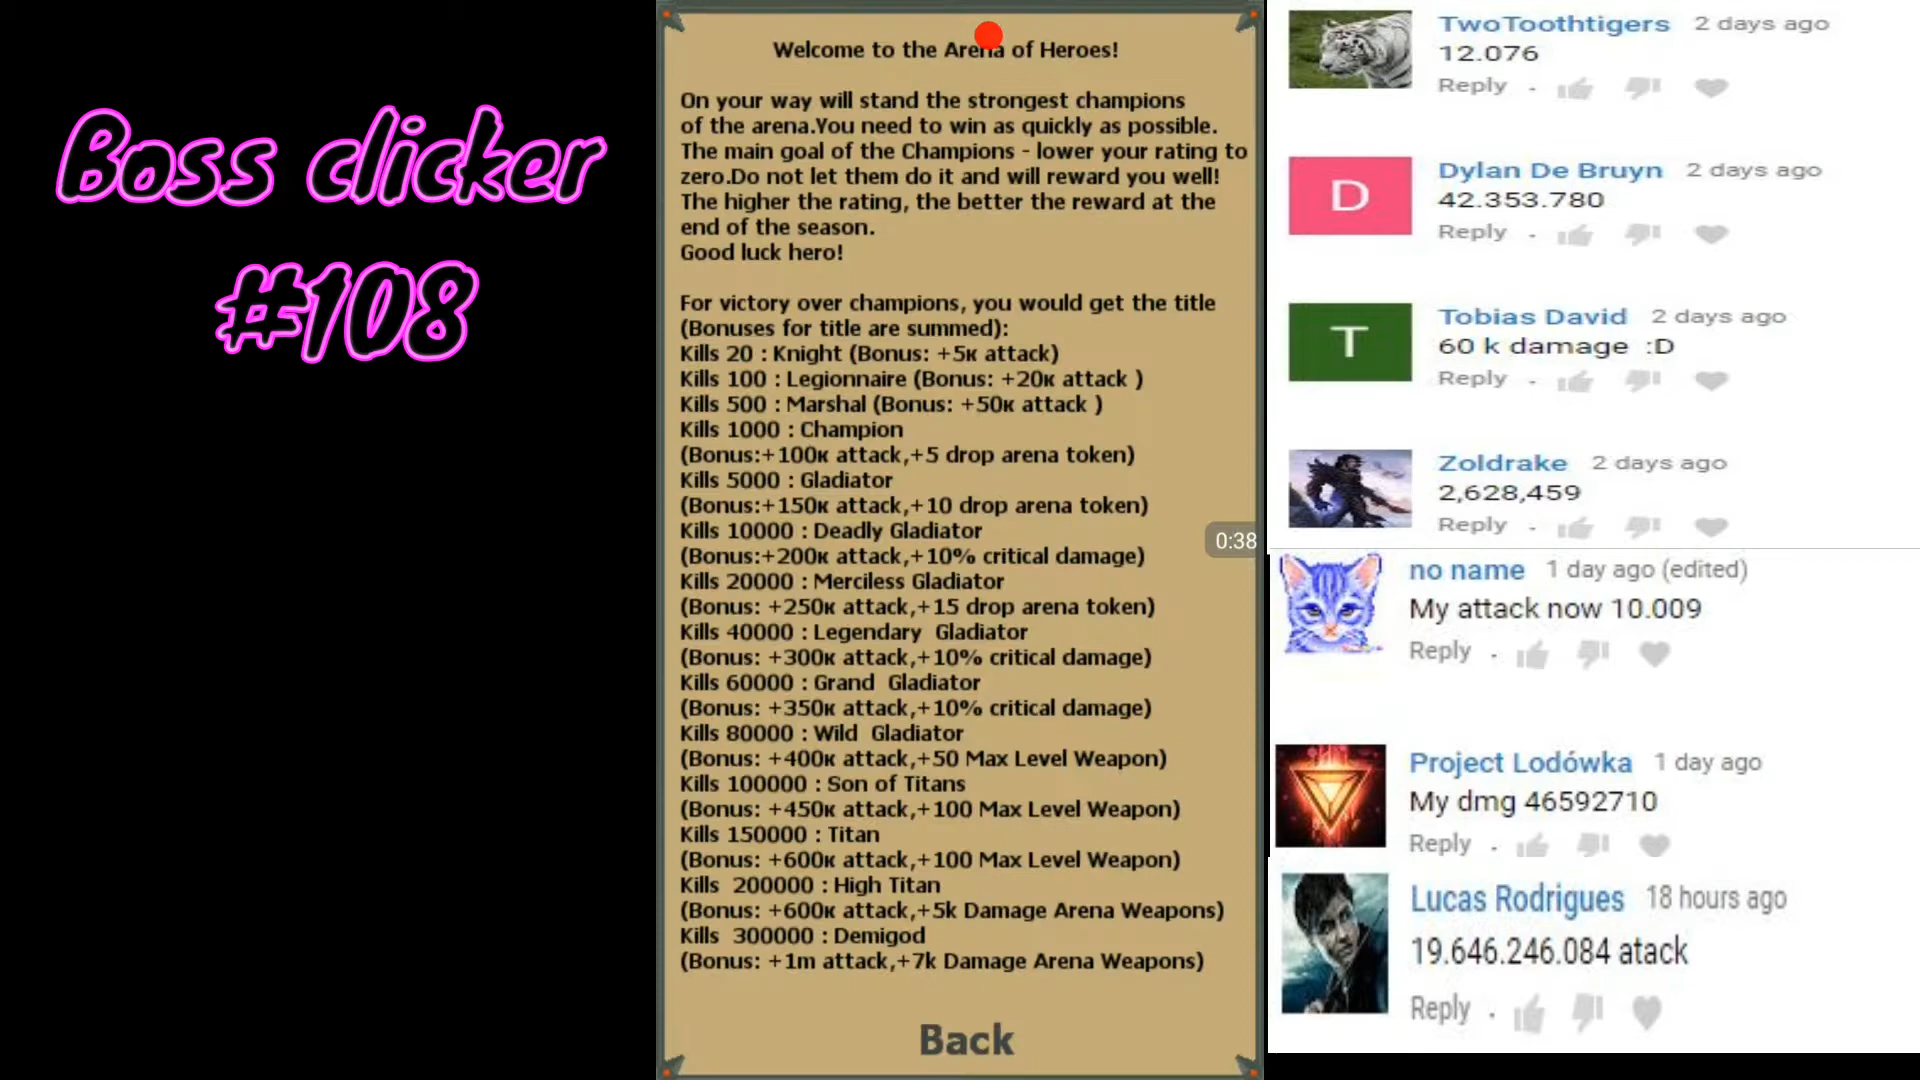 Boss clicker
#108
Welcome to the Arena of Heroes!
On your way will stand the strongest champions
of the arena.You need to win as quickly as possible.
The main goal of the Champions - lower your rating to
zero.Do not let them do it and will reward you well!
The higher the rating, the better the reward at the
end of the season.
Good luck hero!
For victory over champions, you would get the title
(Bonuses for title are summed):
Kills 20 : Knight (Bonus: +5к attack)
Kills 100 : Legionnaire (Bonus: +20к attack )
Kills 500 : Marshal (Bonus: +50к attack )
Kills 1000 : Champion
(Bonus:+100к attack,+5 drop arena token)
Kills 5000 : Gladiator
(Bonus:+150к attack,+10 drop arena token)
Kills 10000 : Deadly Gladiator
(Bonus:+200к attack,+10% critical damage)
Kills 20000 : Merciless Gladiator
(Bonus: +250к attack,+15 drop arena token)
Kills 40000 : Legendary  Gladiator
(Bonus: +300к attack,+10% critical damage)
Kills 60000 : Grand  Gladiator
(Bonus: +350к attack,+10% critical damage)
Kills 80000 : Wild  Gladiator
(Bonus: +400к attack,+50 Max Level Weapon)
Kills 100000 : Son of Titans
(Bonus: +450к attack,+100 Max Level Weapon)
Kills 150000 : Titan
(Bonus: +600к attack,+100 Max Level Weapon)
Kills  200000 : High Titan
(Bonus: +600к attack,+5k Damage Arena Weapons)
Kills  300000 : Demigod
(Bonus: +1m attack,+7k Damage Arena Weapons)
Back
0:38
TwoToothtigers 2 days ago
12.076
Reply
D
Dylan De Bruyn 2 days ago
42.353.780
Reply
T
Tobias David 2 days ago
60 k damage :D
Reply
Zoldrake 2 days ago
2,628,459
Reply
no name 1 day ago (edited)
My attack now 10.009
Reply
Project Lodówka 1 day ago
My dmg 46592710
Reply
Lucas Rodrigues 18 hours ago
19.646.246.084 atack
Reply